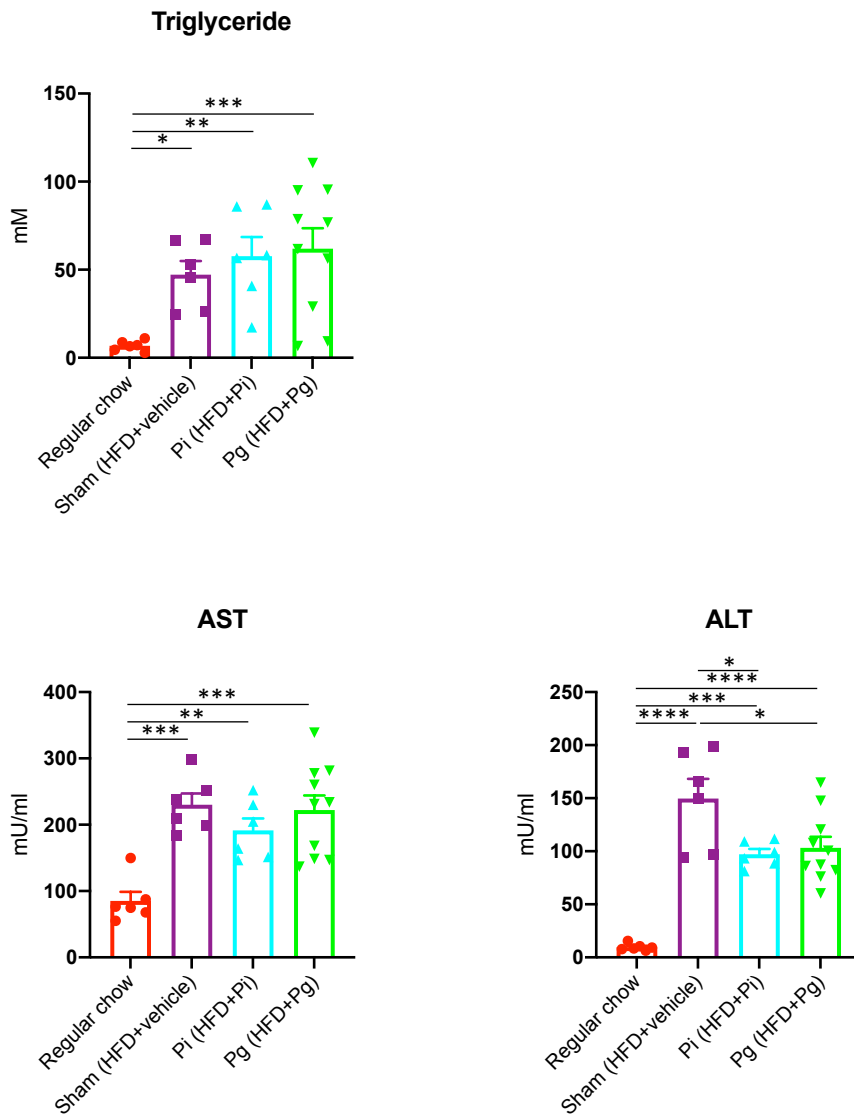 Triglyceride
150
100
50
0
mM
***
**
*
Regular chow
Sham (HFD+vehicle)
Pi (HFD+Pi)
Pg (HFD+Pg)
AST
400
300
200
100
0
mU/ml
***
**
***
Regular chow
Sham (HFD+vehicle)
Pi (HFD+Pi)
Pg (HFD+Pg)
ALT
250
200
150
100
50
0
mU/ml
*
****
***
**** *
Regular chow
Sham (HFD+vehicle)
Pi (HFD+Pi)
Pg (HFD+Pg)